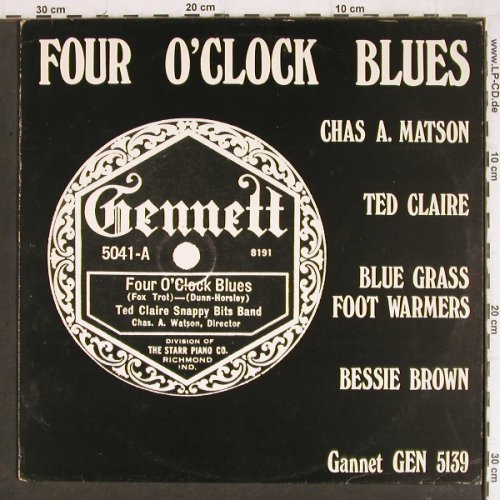 30 cm
20 cm
10 cm
www.LP-CD.de
FOUR O'CLOCK BLUES
CHAS A. MATSON
TED CLAIRE
BLUE GRASS
FOOT WARMERS
BESSIE BROWN
Gannet GEN 5139
Gennett
5041-A
8191
Four O'Clock Blues
(Fox Trot)—(Dunn-Horsley)
Ted Claire Snappy Bits Band
Chas. A. Watson, Director
DIVISION OF
THE STARR PIANO CO.
RICHMOND
IND.
10 cm
20 cm
30 cm